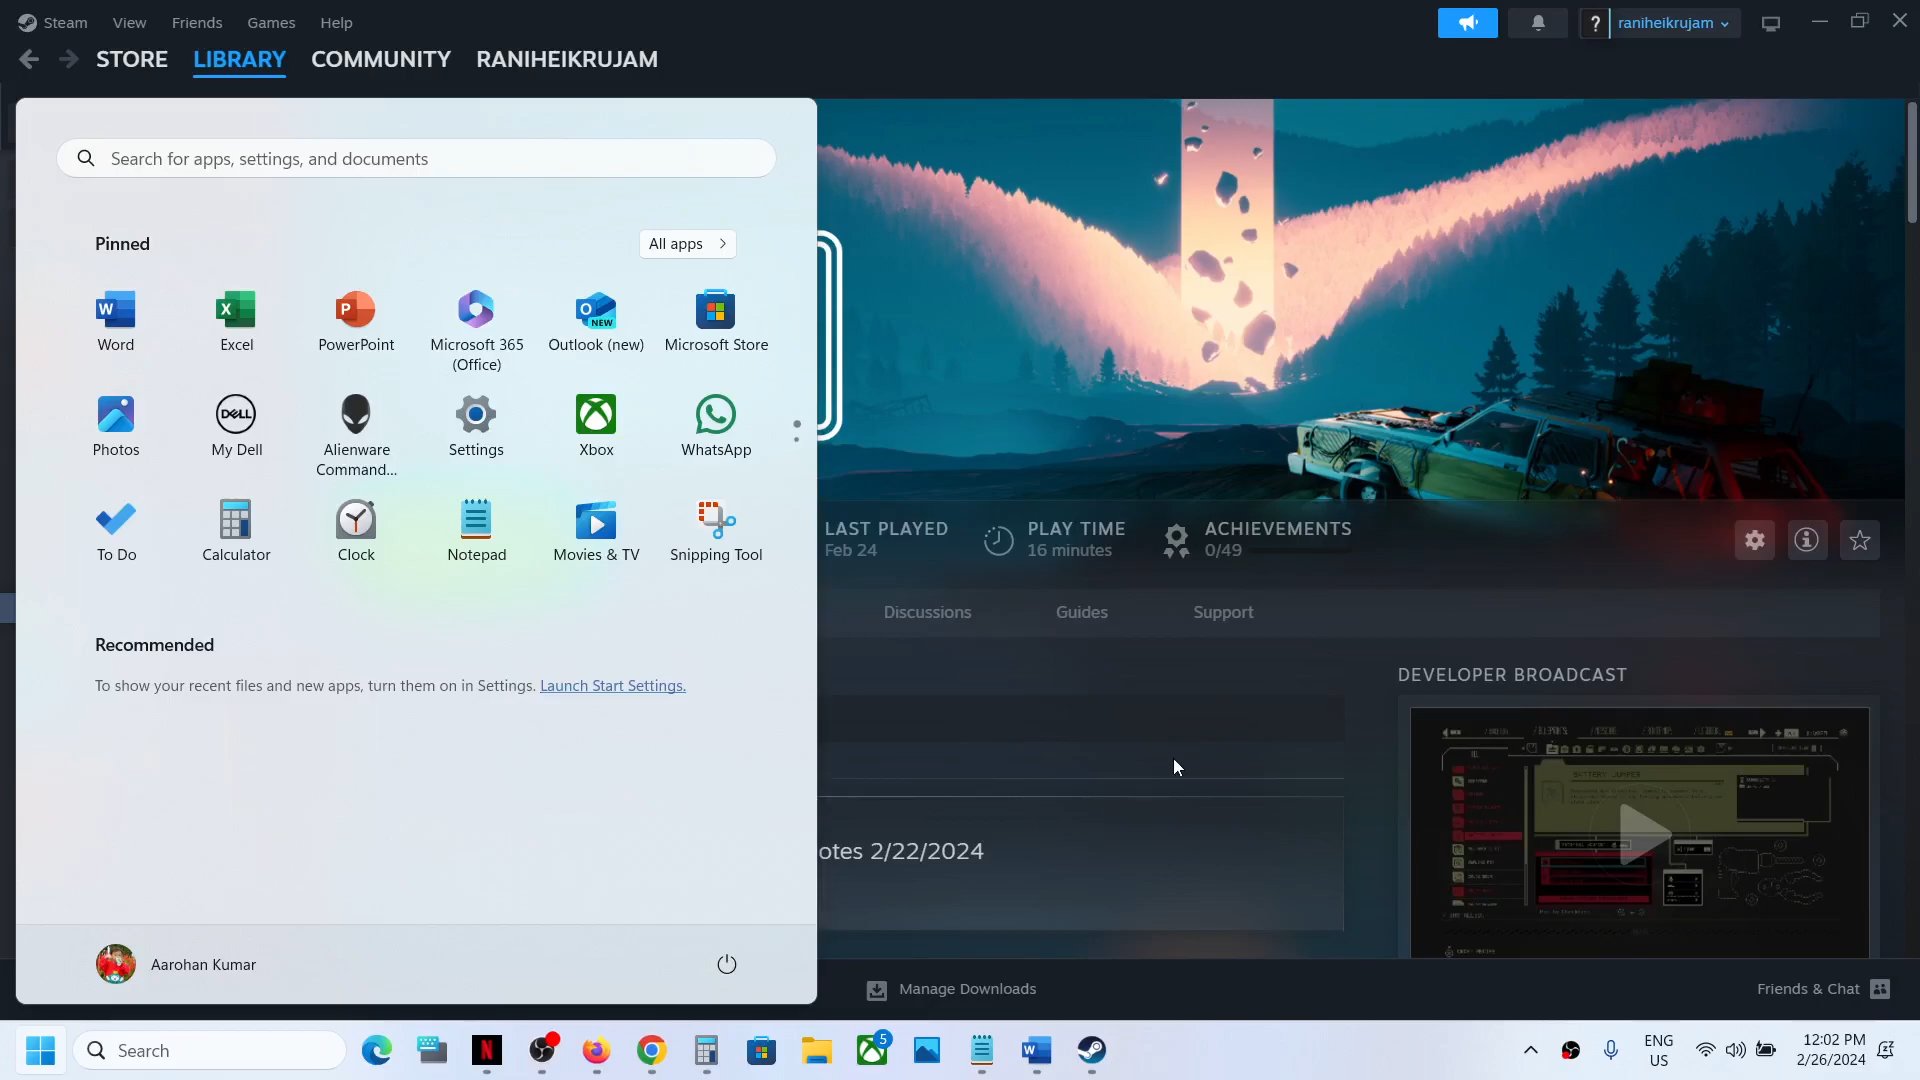 Steam View Friends Games Help
raniheikrujam
STORE LIBRARY COMMUNITY RANIHEIKRUJAM
Search for apps, settings, and documents
Pinned
All apps
Word
Excel
PowerPoint
Microsoft 365
(Office)
Outlook (new)
Microsoft Store
Photos
My Dell
Alienware
Command...
Settings
Xbox
WhatsApp
To Do
Calculator
Clock
Notepad
Movies & TV
Snipping Tool
Recommended
To show your recent files and new apps, turn them on in Settings. Launch Start Settings.
Aarohan Kumar
LAST PLAYED
Feb 24
PLAY TIME
16 minutes
ACHIEVEMENTS
0/49
Discussions
Guides
Support
DEVELOPER BROADCAST
BATTERY JUMPER
otes 2/22/2024
Manage Downloads
Friends & Chat
Search
5
ENG
US
12:02 PM
2/26/2024